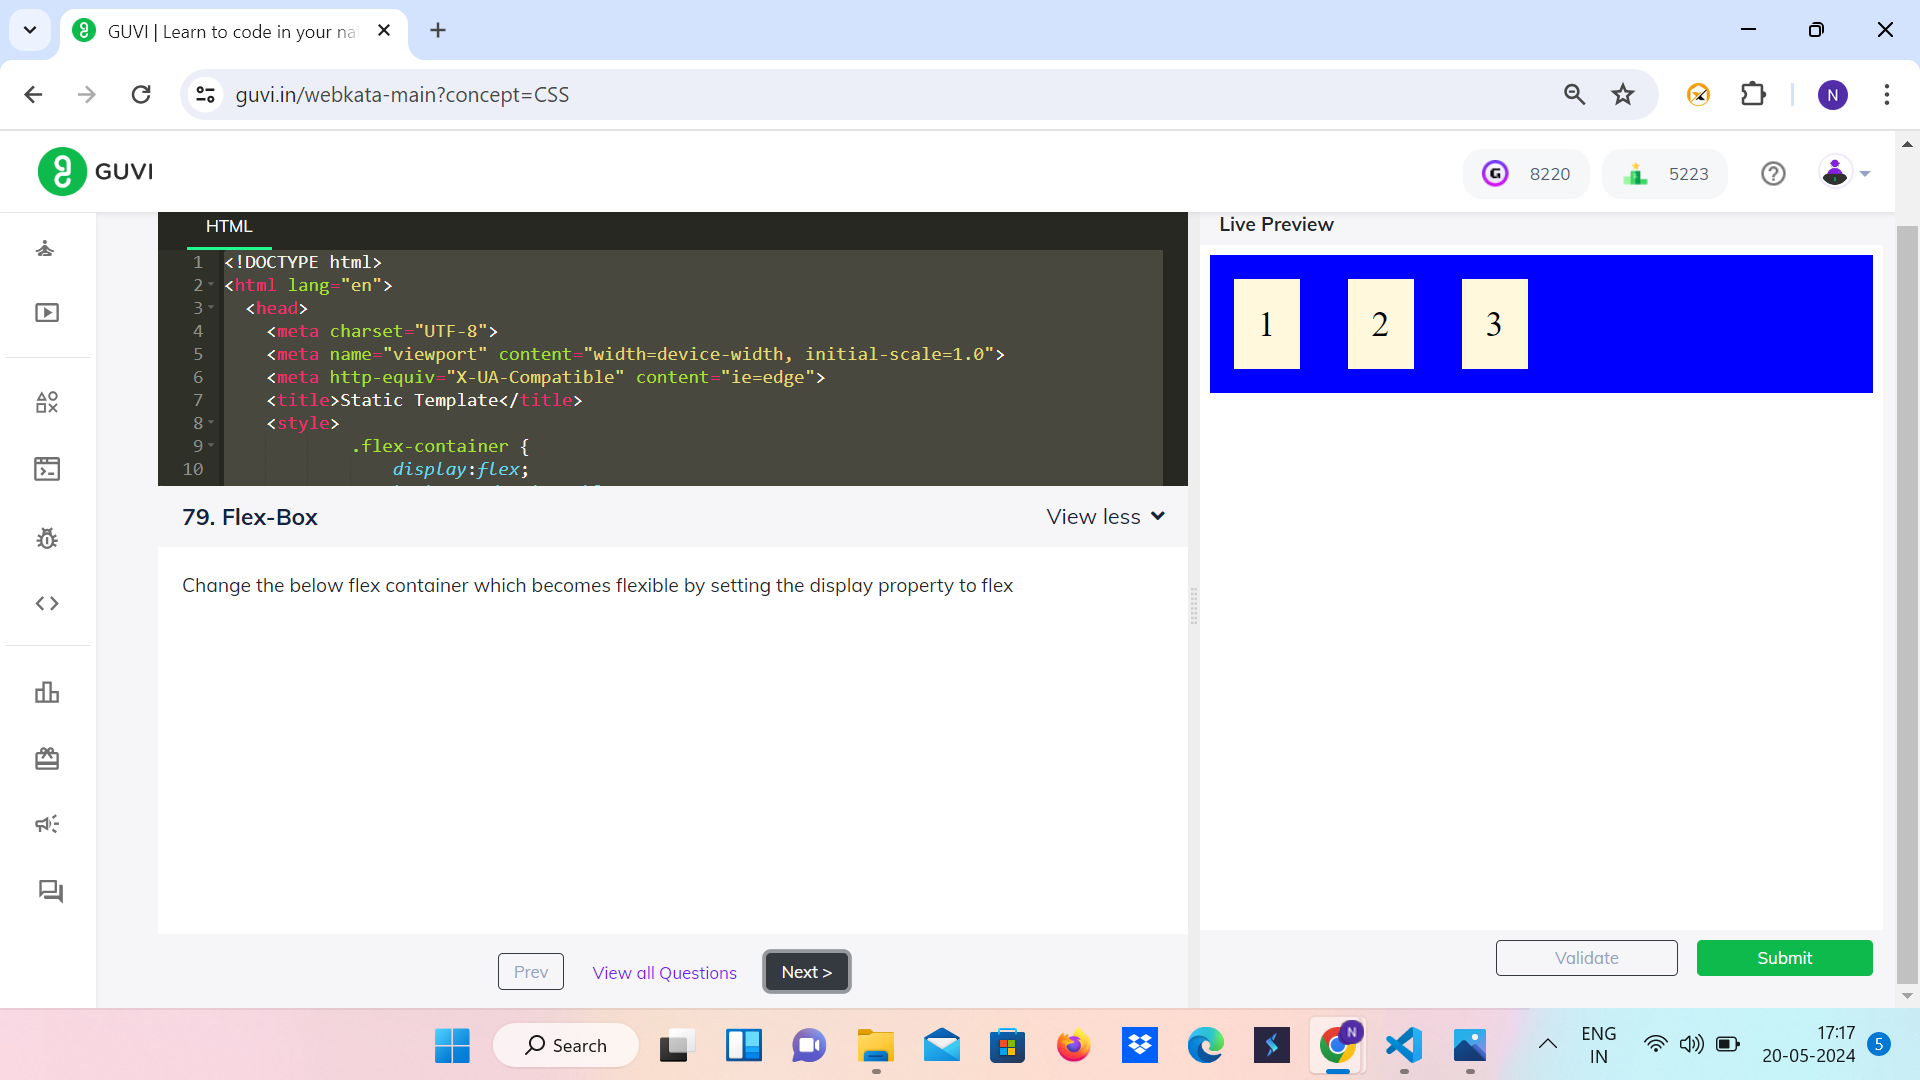 GUVI | Learn to code in your na
guvi.in/webkata-main?concept=CSS
N
GUVI
G
8220
5223
HTML
Live Preview
1 <!DOCTYPE html>
2 <html lang="en">
3 <head>
4 <meta charset="UTF-8">
5 <meta name="viewport" content="width=device-width, initial-scale=1.0">
6 <meta http-equiv="X-UA-Compatible" content="ie=edge">
7 <title>Static Template</title>
8 <style>
9 .flex-container {
10 display:flex;
1 2 3
79. Flex-Box
View less
Change the below flex container which becomes flexible by setting the display property to flex
Prev
View all Questions
Next >
Validate
Submit
Search
N
ENG
IN
17:17
20-05-2024
5